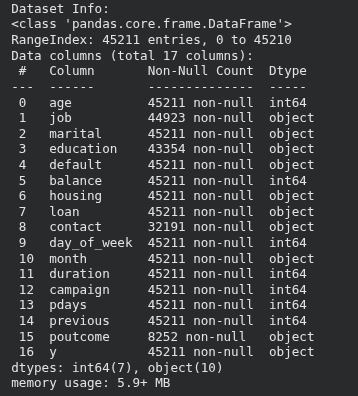 Dataset Info:
<class 'pandas.core.frame.DataFrame'>
RangeIndex: 45211 entries, 0 to 45210
Data columns (total 17 columns):
 #   Column       Non-Null Count  Dtype
---  ------       --------------  -----
 0   age          45211 non-null  int64
 1   job          44923 non-null  object
 2   marital      45211 non-null  object
 3   education    43354 non-null  object
 4   default      45211 non-null  object
 5   balance      45211 non-null  int64
 6   housing      45211 non-null  object
 7   loan         45211 non-null  object
 8   contact      32191 non-null  object
 9   day_of_week  45211 non-null  int64
 10  month        45211 non-null  object
 11  duration     45211 non-null  int64
 12  campaign     45211 non-null  int64
 13  pdays        45211 non-null  int64
 14  previous     45211 non-null  int64
 15  poutcome     8252 non-null   object
 16  y            45211 non-null  object
dtypes: int64(7), object(10)
memory usage: 5.9+ MB